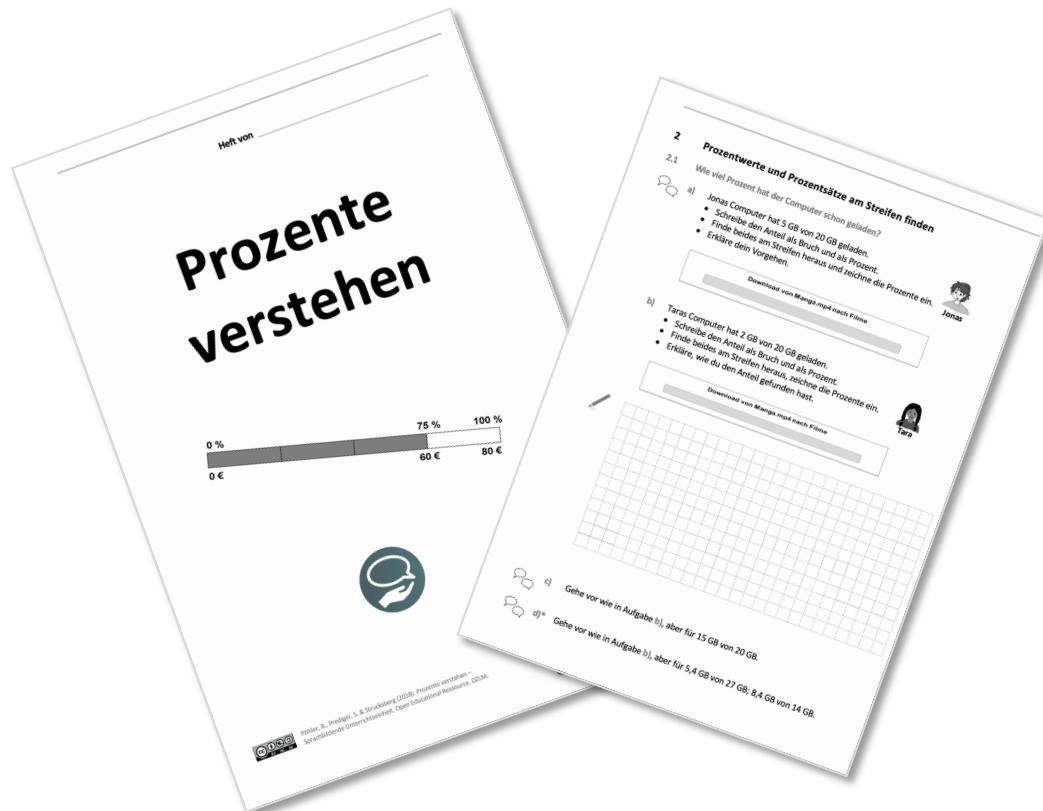 Heft von
Prozente
verstehen
0 %
75 %
100 %
0 €
60 €
80 €
Pöhler, B., Prediger, S. & Strucksberg (2018). Prozente verstehen –
Sprachbildende Unterrichtseinheit. Open Educational Ressource. DZLM.
2 Prozentwerte und Prozentsätze am Streifen finden
2.1 Wie viel Prozent hat der Computer schon geladen?
a) Jonas Computer hat 5 GB von 20 GB geladen.
• Schreibe den Anteil als Bruch und als Prozent.
• Finde beides am Streifen heraus und zeichne die Prozente ein.
• Erkläre dein Vorgehen.
Jonas
Download von Manga.mp4 nach Filme
b) Taras Computer hat 2 GB von 20 GB geladen.
• Schreibe den Anteil als Bruch und als Prozent.
• Finde beides am Streifen heraus, zeichne die Prozente ein.
• Erkläre, wie du den Anteil gefunden hast.
Tara
Download von Manga.mp4 nach Filme
c) Gehe vor wie in Aufgabe b), aber für 15 GB von 20 GB.
d)* Gehe vor wie in Aufgabe b), aber für 5,4 GB von 27 GB; 8,4 GB von 14 GB.